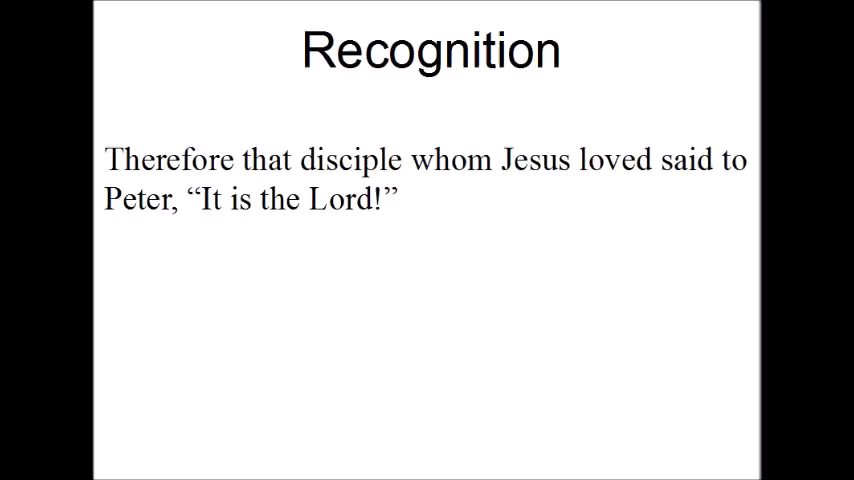 Recognition
Therefore that disciple whom Jesus loved said to
Peter, “It is the Lord!”